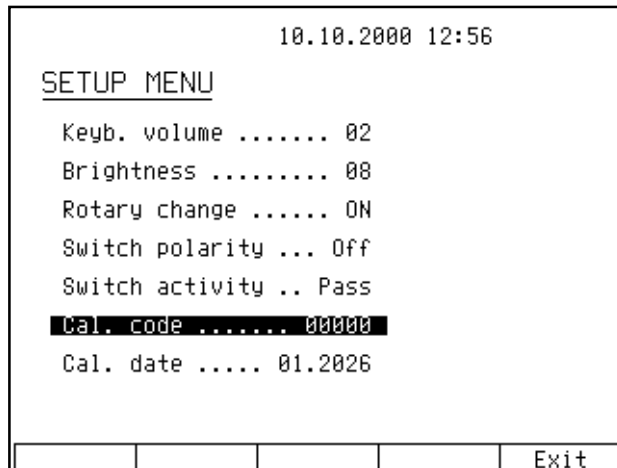 10.10.2000 12:56
SETUP MENU
Keyb. volume ....... 02
Brightness ......... 08
Rotary change ...... ON
Switch polarity ... Off
Switch activity .. Pass
Cal. code ....... 00000
Cal. date ..... 01.2026
Exit